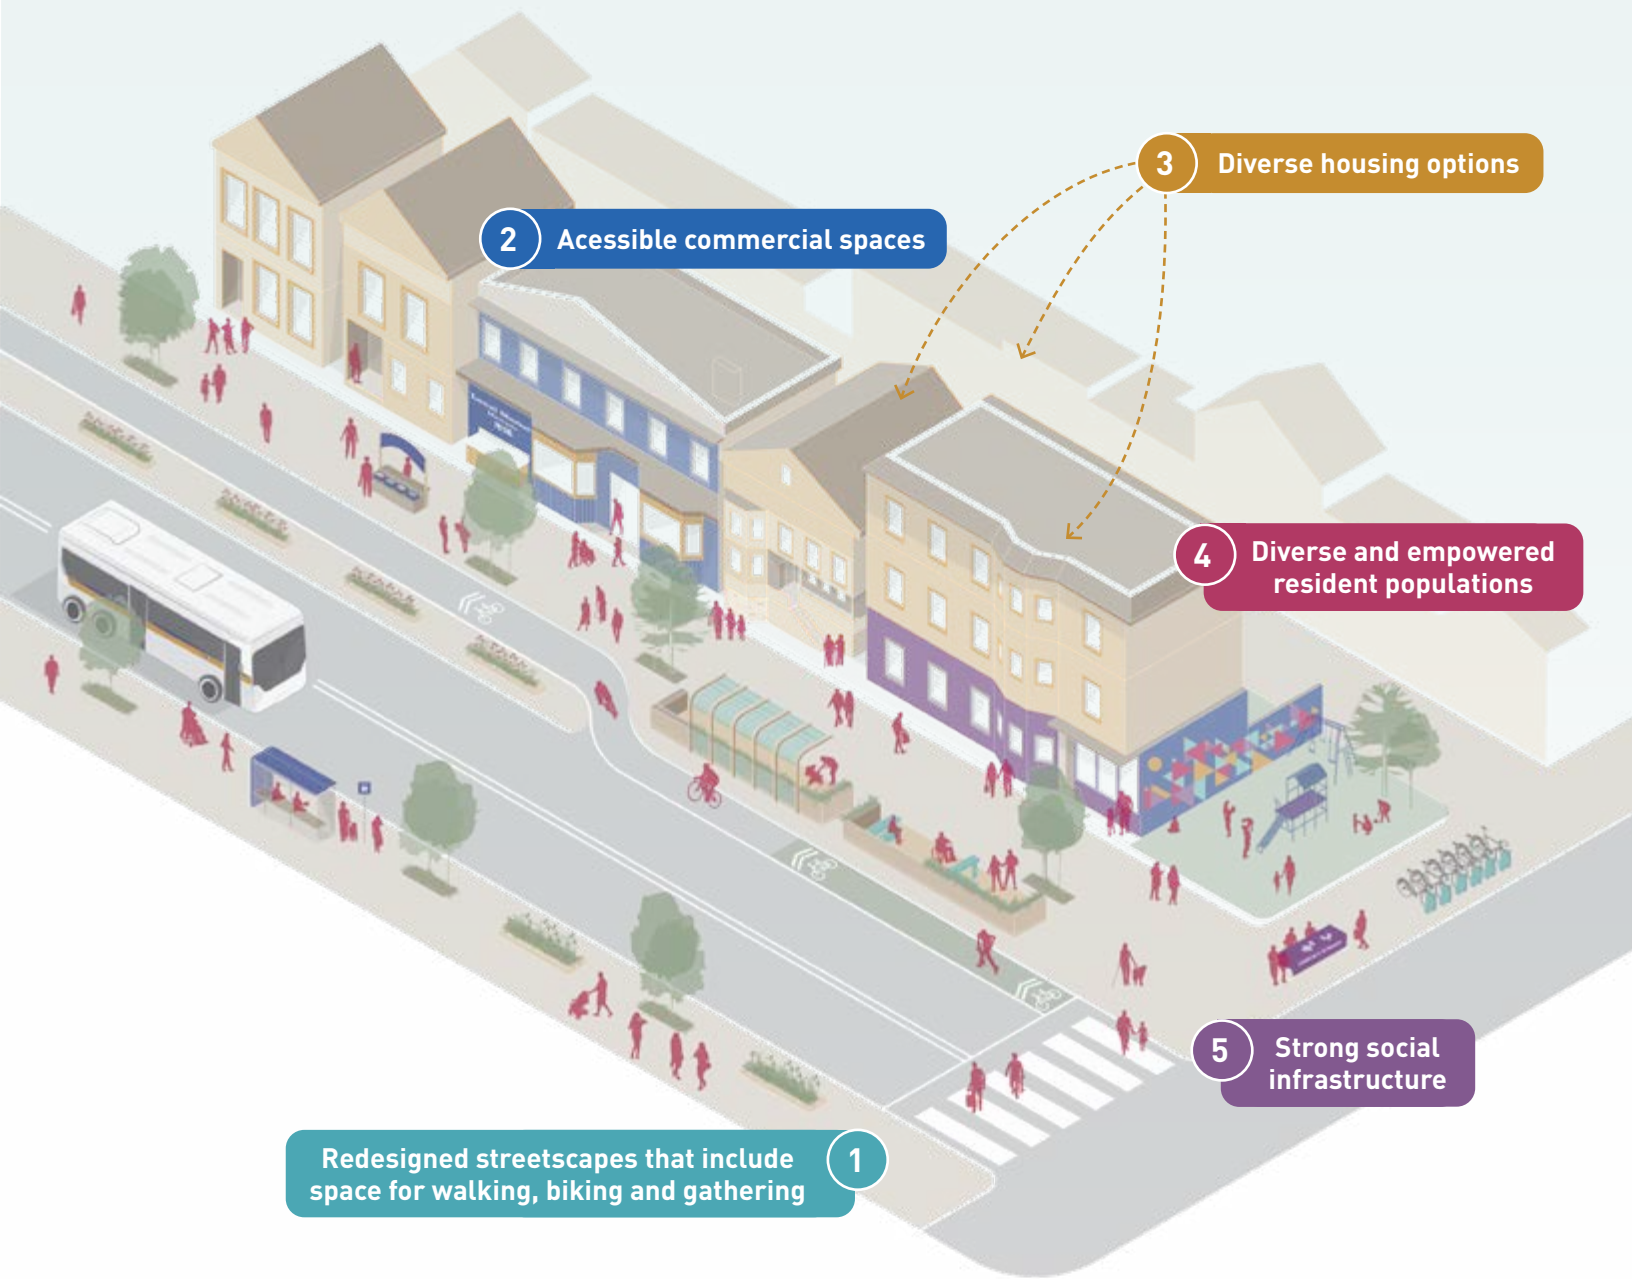 3 Diverse housing options
2 Acessible commercial spaces
4 Diverse and empowered
resident populations
5 Strong social
infrastructure
Redesigned streetscapes that include 1
space for walking, biking and gathering